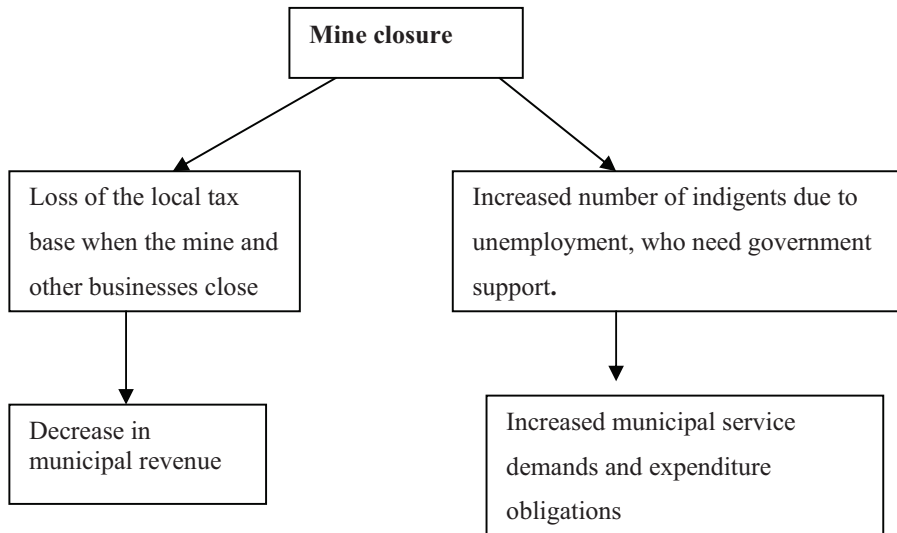 Mine closure
Loss of the local tax
base when the mine and
other businesses close
Increased number of indigents due to
unemployment, who need government
support.
Decrease in
municipal revenue
Increased municipal service
demands and expenditure
obligations